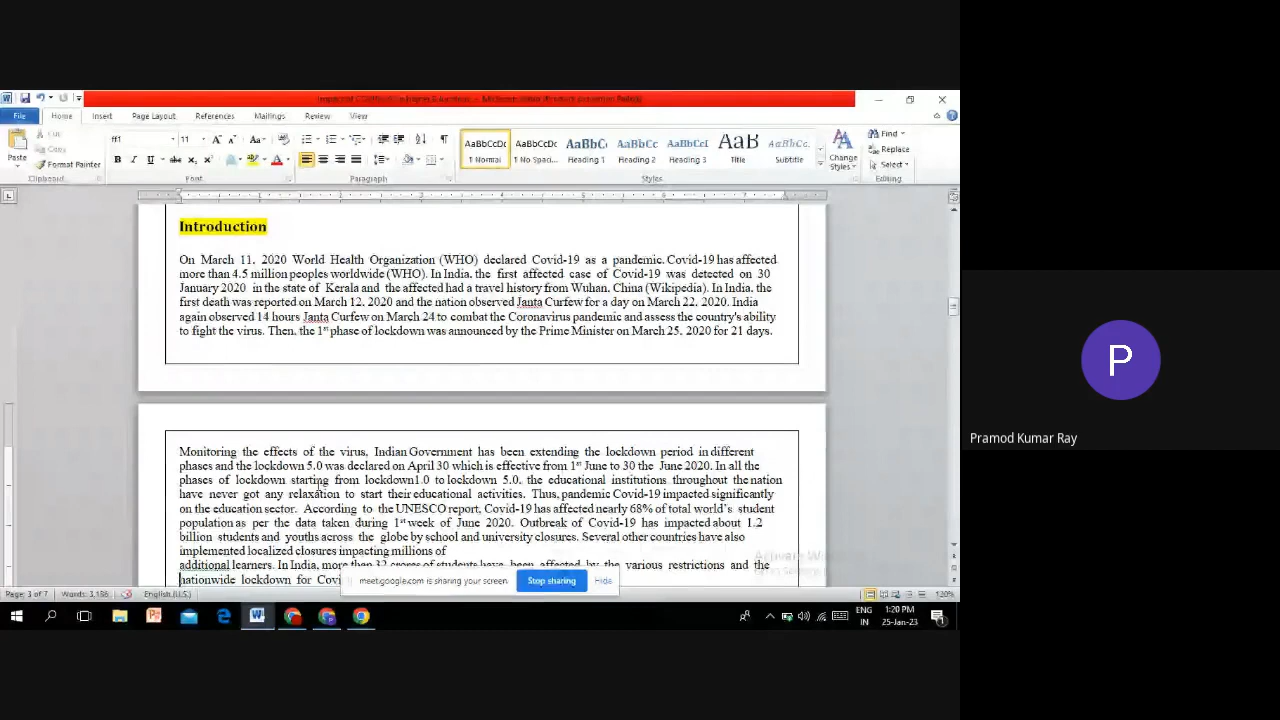 File Home Insert Page Layout References Mailings Review View
Cut
Copy
Paste
Format Painter
Clipboard
11
Font
Paragraph
AaBbCcDc AaBbCcDc AaBbC AaBbCc AaBbCcI AaB AaBbCc.
1 Normal 1 No Spac... Heading 1 Heading 2 Heading 3 Title Subtitle
Change
Styles
Styles
Find
Replace
Select
Editing
Introduction
On March 11, 2020 World Health Organization (WHO) declared Covid-19 as a pandemic. Covid-19 has affected
more than 4.5 million peoples worldwide (WHO). In India, the first affected case of Covid-19 was detected on 30
January 2020 in the state of Kerala and the affected had a travel history from Wuhan, China (Wikipedia). In India, the
first death was reported on March 12, 2020 and the nation observed Janta Curfew for a day on March 22, 2020. India
again observed 14 hours Janta Curfew on March 24 to combat the Coronavirus pandemic and assess the country's ability
to fight the virus. Then, the 1st phase of lockdown was announced by the Prime Minister on March 25, 2020 for 21 days.
Monitoring the effects of the virus, Indian Government has been extending the lockdown period in different
phases and the lockdown 5.0 was declared on April 30 which is effective from 1st June to 30 the June 2020. In all the
phases of lockdown starting from lockdown1.0 to lockdown 5.0, the educational institutions throughout the nation
have never got any relaxation to start their educational activities. Thus, pandemic Covid-19 impacted significantly
on the education sector. According to the UNESCO report, Covid-19 has affected nearly 68% of total world's student
population as per the data taken during 1st week of June 2020. Outbreak of Covid-19 has impacted about 1.2
billion students and youths across the globe by school and university closures. Several other countries have also
implemented localized closures impacting millions of
additional learners. In India, more than 32 crores of students have been affected by the various restrictions and the
nationwide lockdown for Covi
meet.google.com is sharing your screen. Stop sharing Hide
Page: 3 of 7 Words: 3,186 English (U.S.) 120%
ENG
IN
1:20 PM
25-Jan-23
P
Pramod Kumar Ray